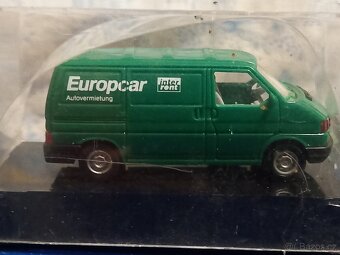 Europcar
Autovermietung
inter
rent